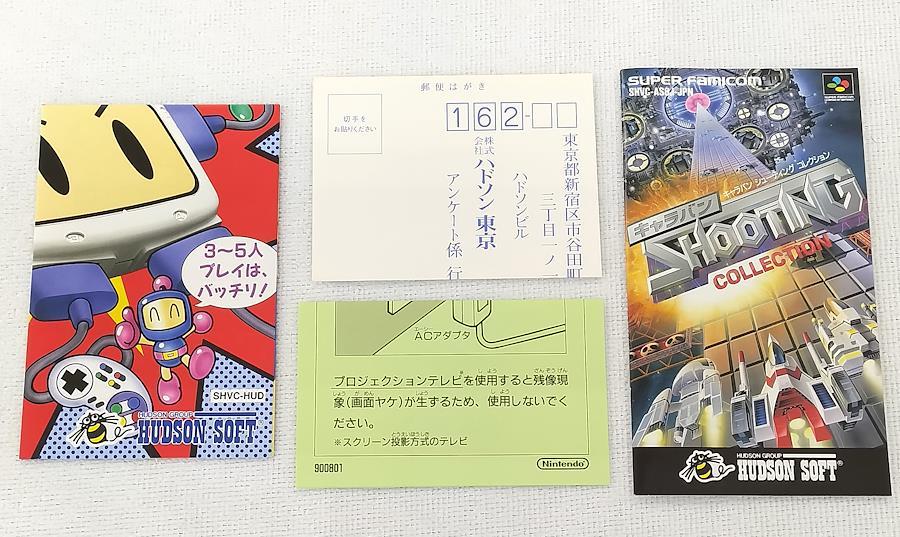 3〜5人
プレイは、
バッチリ!
SHVC-HUD
HUDSON GROUP
HUDSON SOFT
郵便はがき
切手を
お貼りください
162-
東京都新宿区市谷田町
三丁目一ノ一
ハドソンビル
株式会社ハドソン東京
アンケート係 行
エーシー
ACアダプタ
プロジェクションテレビを使用すると残像現
象(画面ヤケ)が生するため、使用しないでく
ださい。
※スクリーン投影方式のテレビ
900801
Nintendo
SUPER FAMICOM
SHVC-ASRJ-JPN
キャラバン シューティング コレクション
キャラバン
SHOOTING
COLLECTION
HUDSON GROUP
HUDSON SOFT®